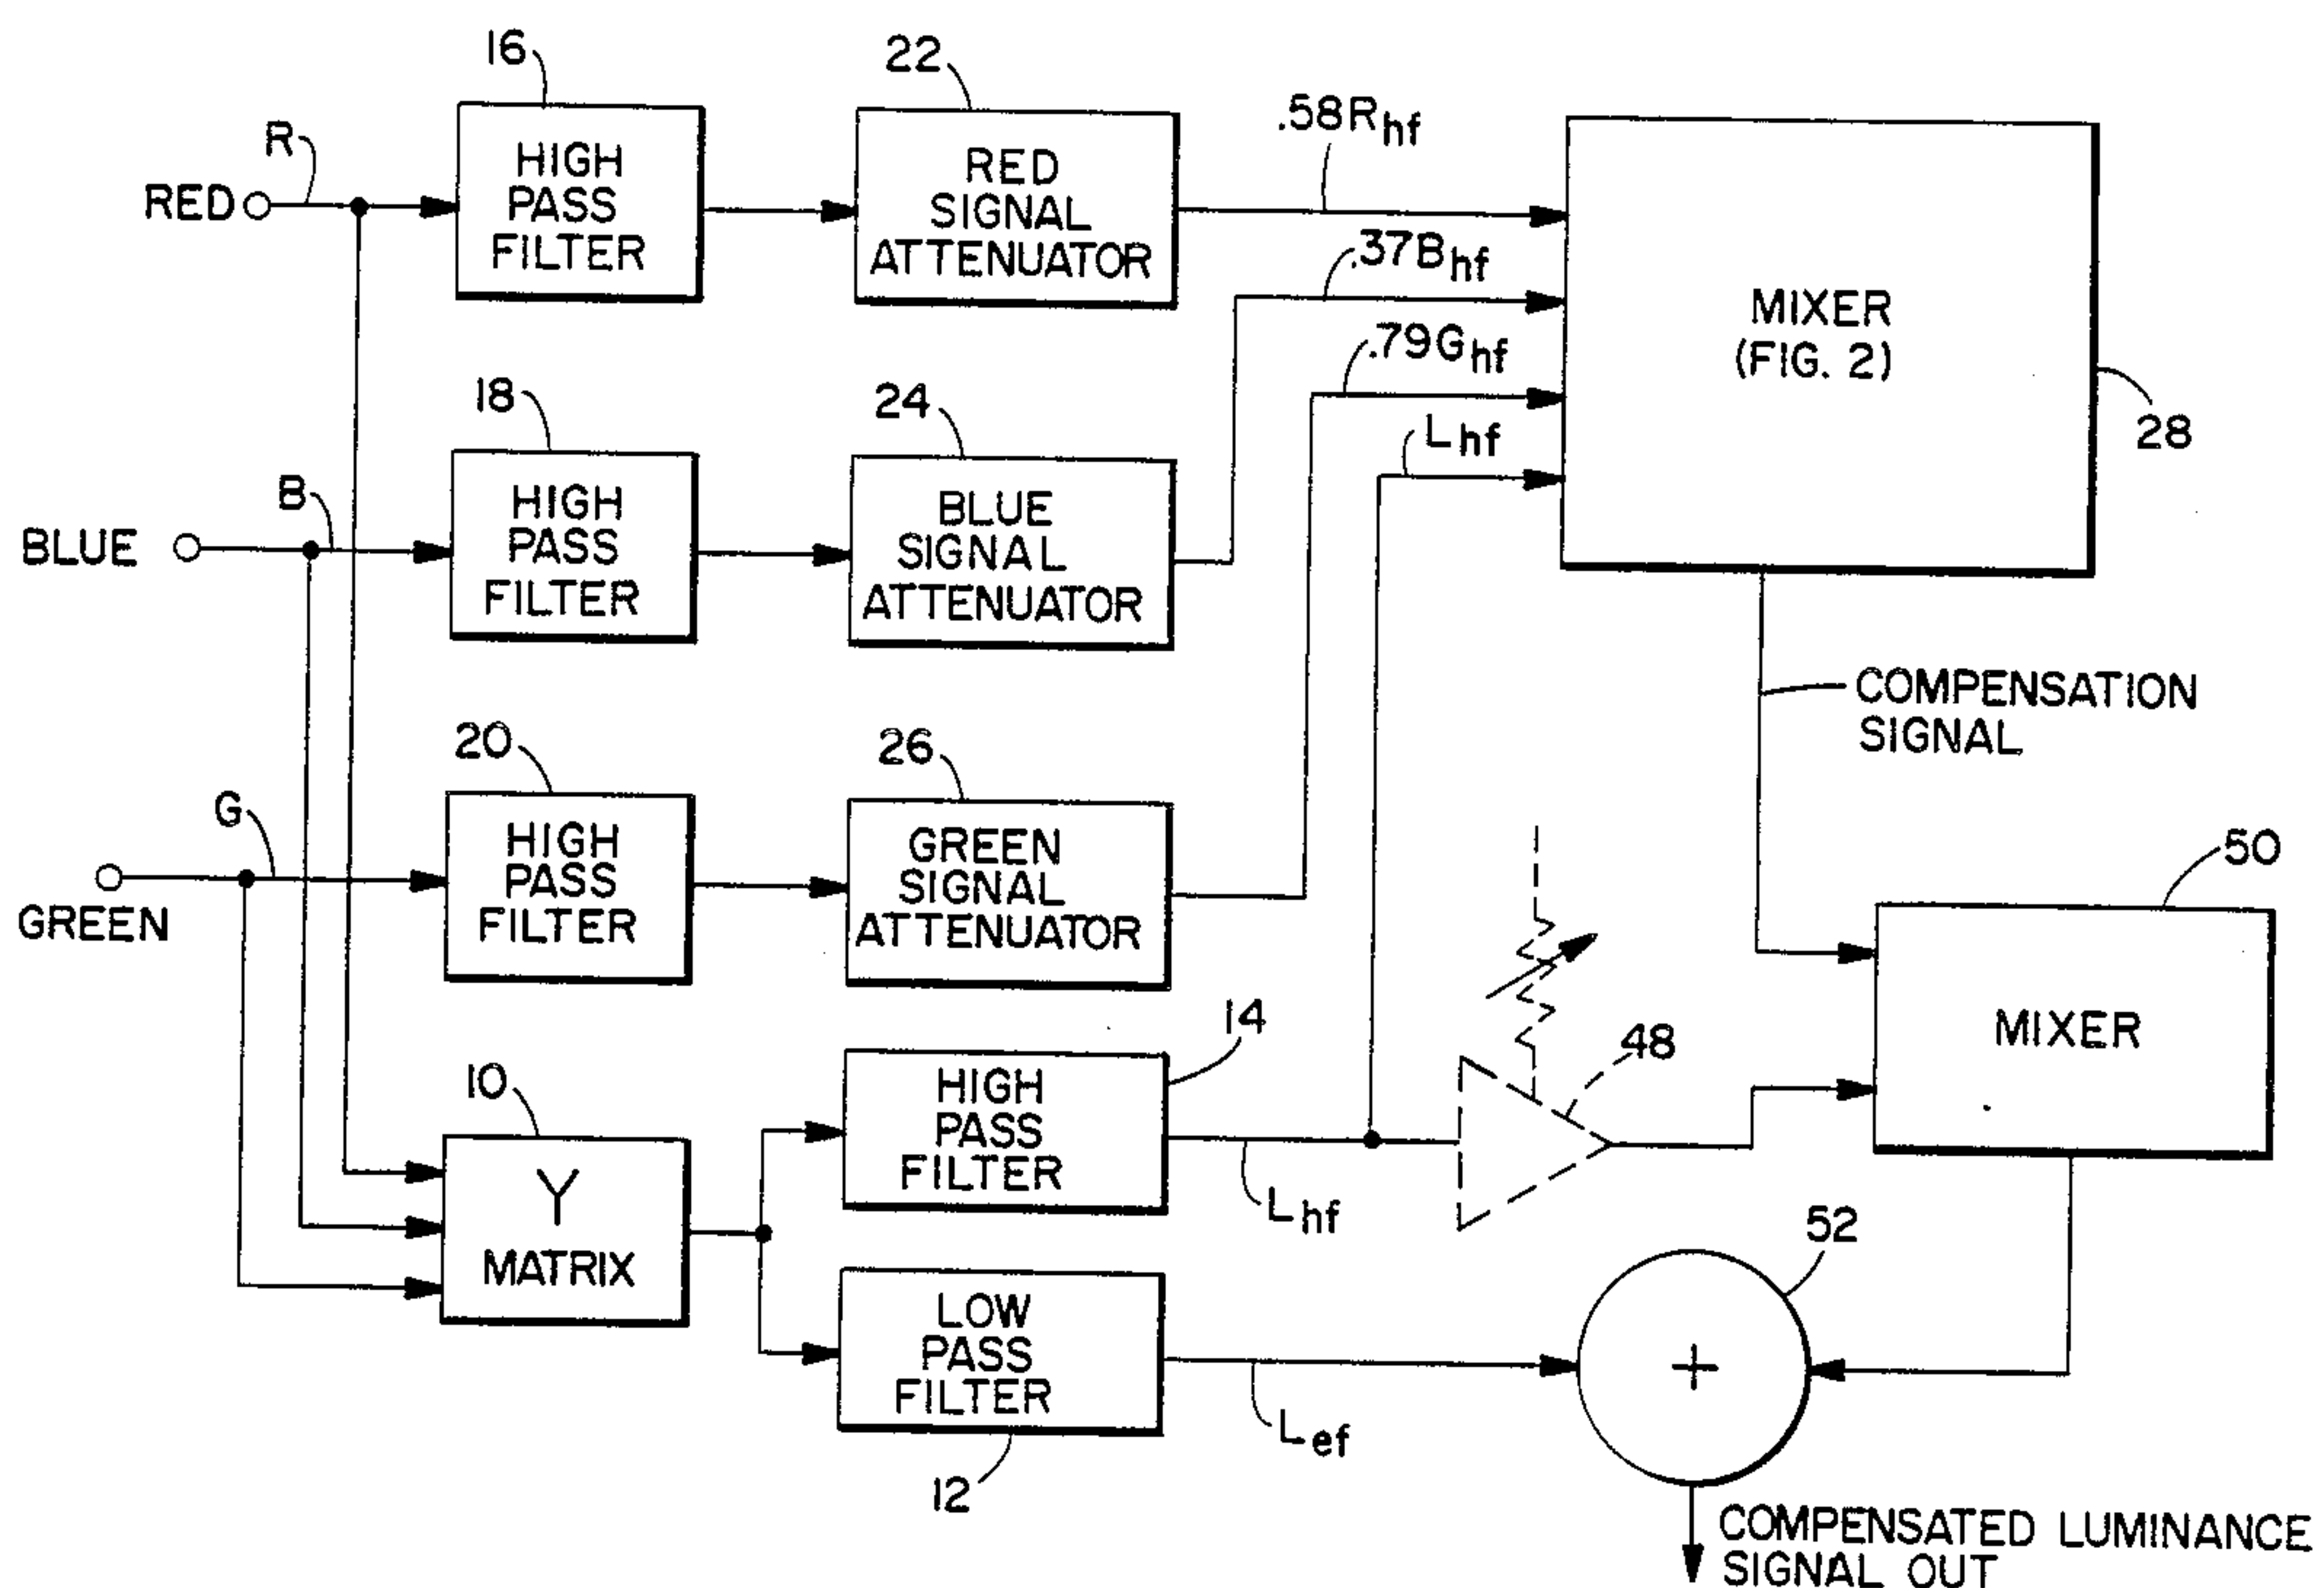 16
22
.58Rhf
R
RED
HIGH
PASS
FILTER
RED
SIGNAL
ATTENUATOR
.37Bhf
MIXER
(FIG. 2)
.79Ghf
Lhf
28
18
24
B
BLUE
HIGH
PASS
FILTER
BLUE
SIGNAL
ATTENUATOR
COMPENSATION
SIGNAL
20
26
G
GREEN
HIGH
PASS
FILTER
GREEN
SIGNAL
ATTENUATOR
50
MIXER
14
48
10
HIGH
PASS
FILTER
Lhf
Y
MATRIX
52
LOW
PASS
FILTER
+
Lef
12
COMPENSATED LUMINANCE
SIGNAL OUT